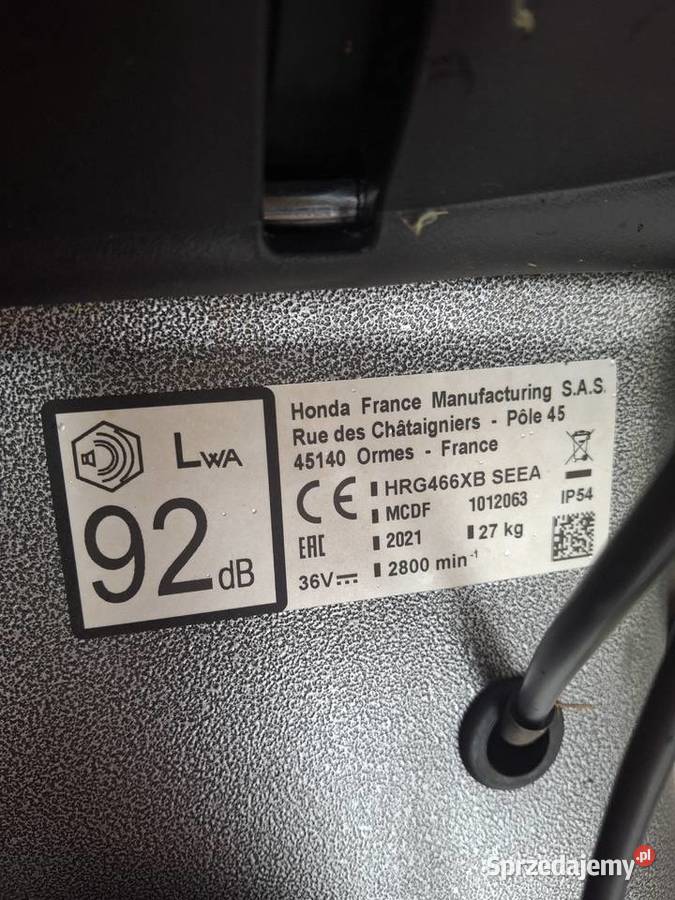 LWA
92 dB
Honda France Manufacturing S.A.S.
Rue des Châtaigniers - Pôle 45
45140 Ormes - France
CE
HRG466XB SEEA
MCDF 1012063
IP54
EAC
2021
27 kg
36V
2800 min⁻¹
Sprzedajemy.pl